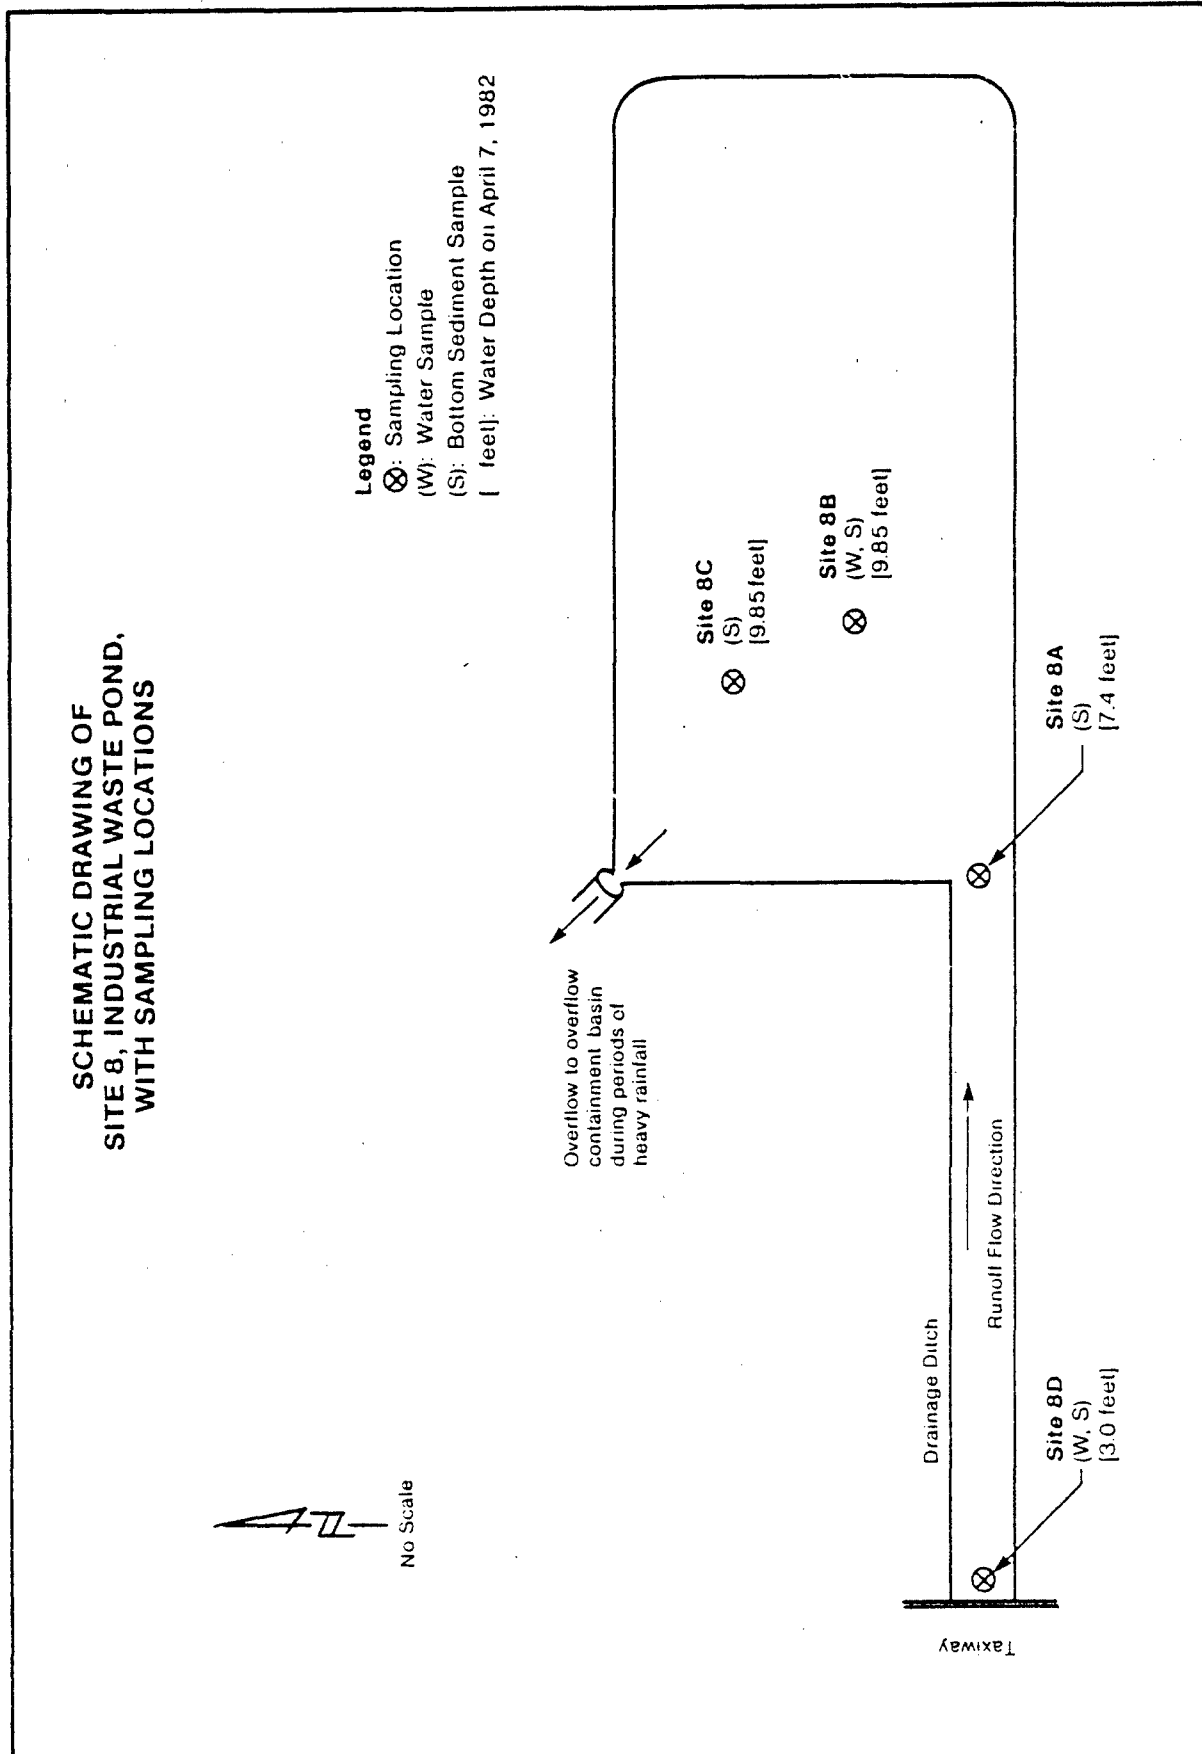 SCHEMATIC DRAWING OF
SITE 8, INDUSTRIAL WASTE POND,
WITH SAMPLING LOCATIONS
Legend
⊗: Sampling Location
(W): Water Sample
(S): Bottom Sediment Sample
[ feet]: Water Depth on April 7, 1982
No Scale
Overflow to overflow
containment basin
during periods of
heavy rainfall
Site 8C
(S)
[9.85 feet]
Site 8B
(W, S)
[9.85 feet]
Drainage Ditch
Runoff Flow Direction
Taxiway
Site 8D
(W, S)
[3.0 feet]
Site 8A
(S)
[7.4 feet]